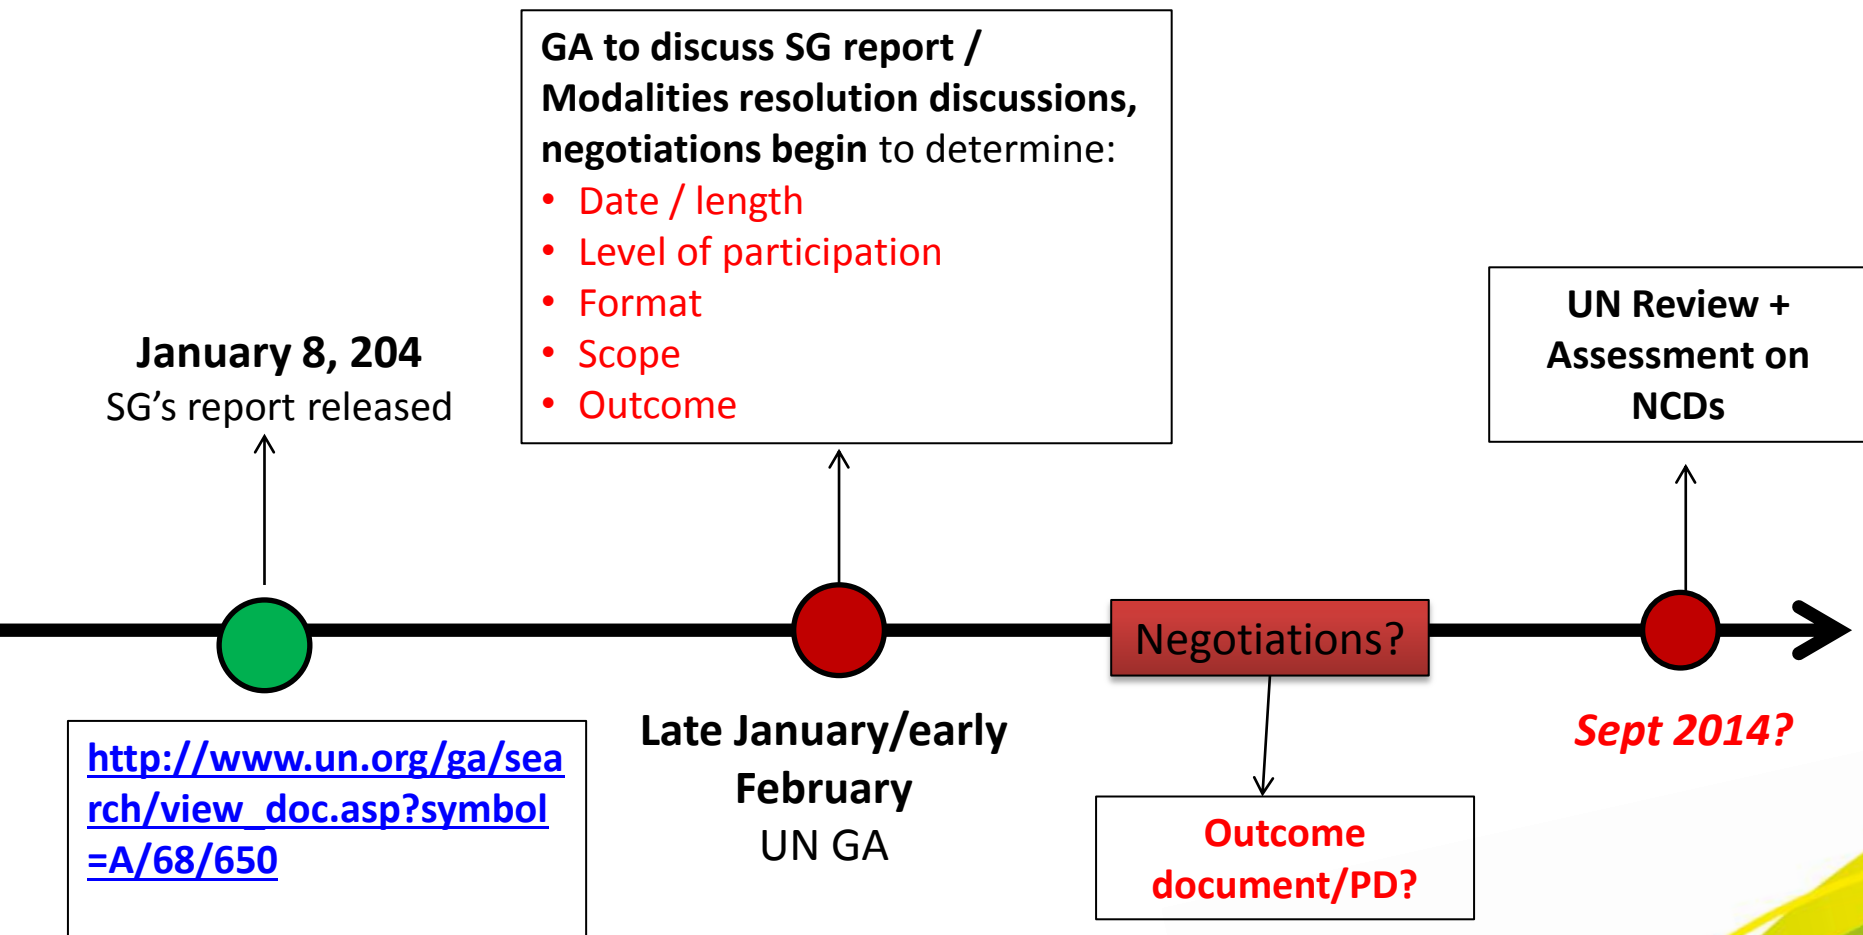 GA to discuss SG report /
Modalities resolution discussions,
negotiations begin to determine:
• Date / length
• Level of participation
• Format
• Scope
• Outcome
January 8, 204
SG's report released
UN Review +
Assessment on
NCDs
Negotiations?
http://www.un.org/ga/sea
rch/view_doc.asp?symbol
=A/68/650
Late January/early
February
UN GA
Outcome
document/PD?
Sept 2014?